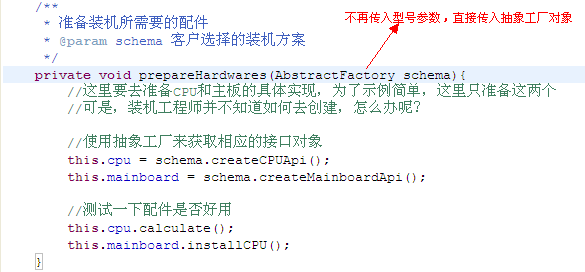 /**
不再传入型号参数，直接传入抽象工厂对象
* 准备装机所需要的配件
* @param schema 客户选择的装机方案
*/
private void prepareHardwares(AbstractFactory schema){
//这里要去准备CPU和主板的具体实现，为了示例简单，这里只准备这两个
//可是，装机工程师并不知道如何去创建，怎么办呢？
//使用抽象工厂来获取相应的接口对象
this.cpu = schema.createCPUApi();
this.mainboard = schema.createMainboardApi();
//测试一下配件是否好用
this.cpu.calculate();
this.mainboard.installCPU();
}